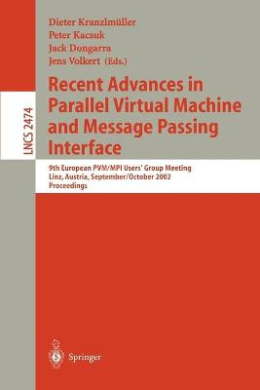 Dieter Kranzlmüller
Peter Kacsuk
Jack Dongarra
Jens Volkert (Eds.)
LNCS 2474
Recent Advances in
Parallel Virtual Machine
and Message Passing
Interface
9th European PVM/MPI Users' Group Meeting
Linz, Austria, September/October 2002
Proceedings
Springer